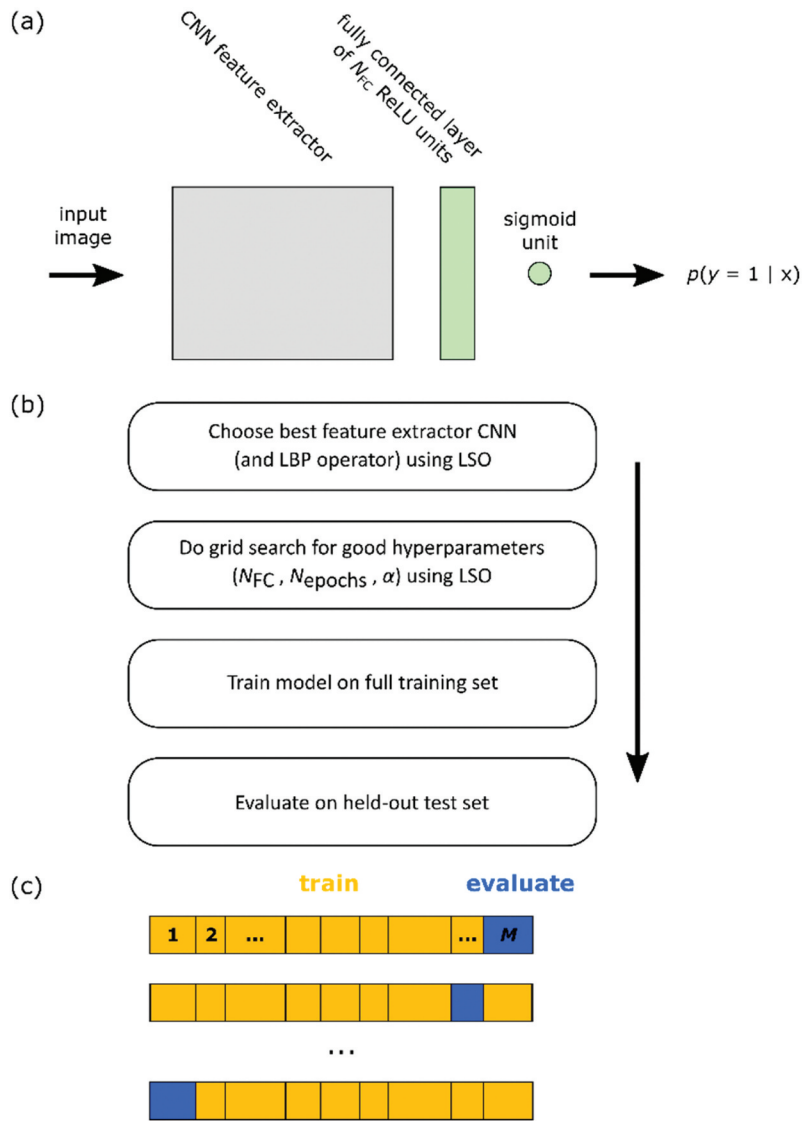 (a)
CNN feature extractor
fully connected layer
of N_FC ReLU units
input
image
sigmoid
unit
p(y = 1 | x)
(b)
Choose best feature extractor CNN
(and LBP operator) using LSO
Do grid search for good hyperparameters
(N_FC , N_epochs , α) using LSO
Train model on full training set
Evaluate on held-out test set
(c)
train
evaluate
1 2 ... ... M
...